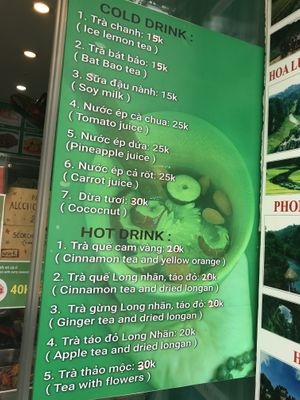 COLD DRINK :
1. Trà chanh: 15k
( Ice lemon tea )
2. Trà bát bảo: 15k
( Bat Bao tea )
3. Sữa đậu nành: 15k
( Soy milk )
4. Nước ép cà chua: 25k
( Tomato juice )
5. Nước ép dứa: 25k
(Pineapple juice)
6. Nước ép cà rốt: 25k
( Carrot juice )
7. Dừa tươi: 30k
( Cococnut )
HOT DRINK :
1. Trà quế cam vàng: 20k
( Cinnamon tea and yellow orange )
2. Trà quế Long nhãn, táo đỏ: 20k
( Cinnamon tea and dried longan )
3. Trà gừng Long nhãn, táo đỏ: 20k
( Ginger tea and dried longan )
4. Trà táo đỏ Long Nhãn: 20k
( Apple tea and dried longan )
5. Trà thảo mộc: 30k
( Tea with flowers )
ALCOHOL
40K
HOA LU